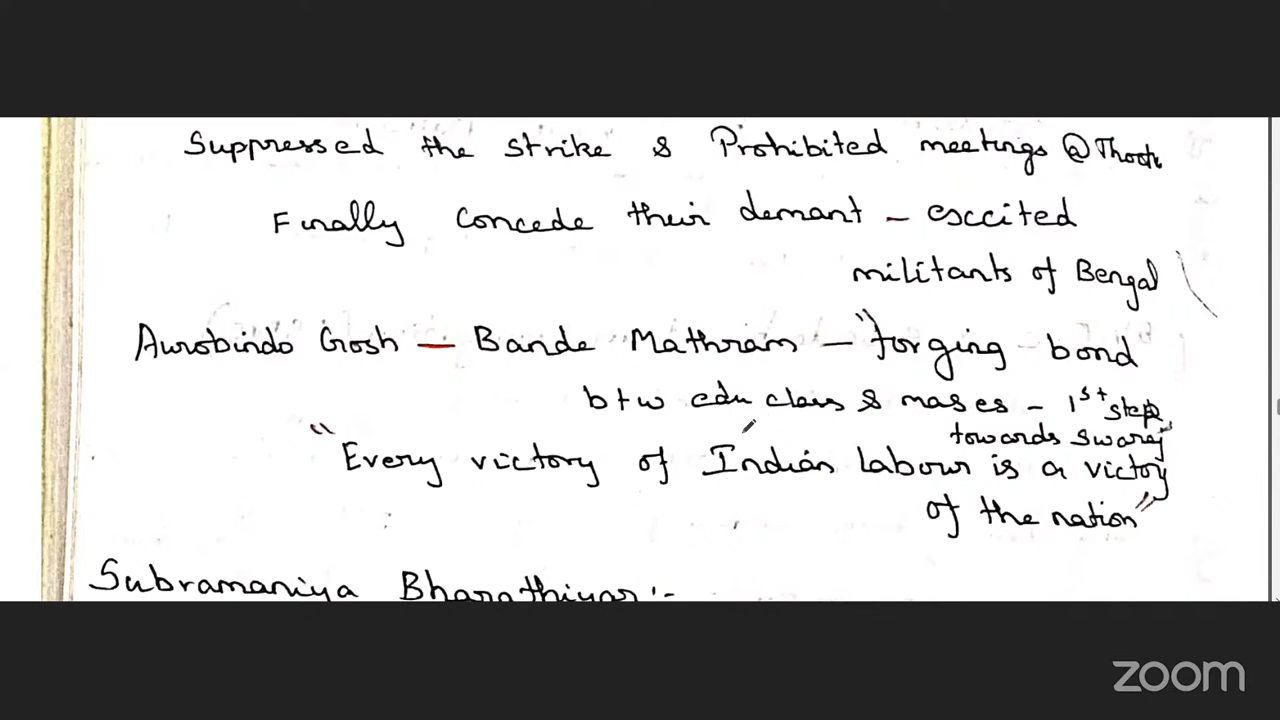 Suppressed the strike & Prohibited meetings @ Thoot
Finally concede their demant - esccited
militants of Bengal
Aurobindo Gosh - Bande Mathram - "forging bond
btw edu class & mases - 1st step
towards swaraj
"Every victory of Indian labour is a victory
of the nation"
Subramaniya Bharathiyar :-
zoom